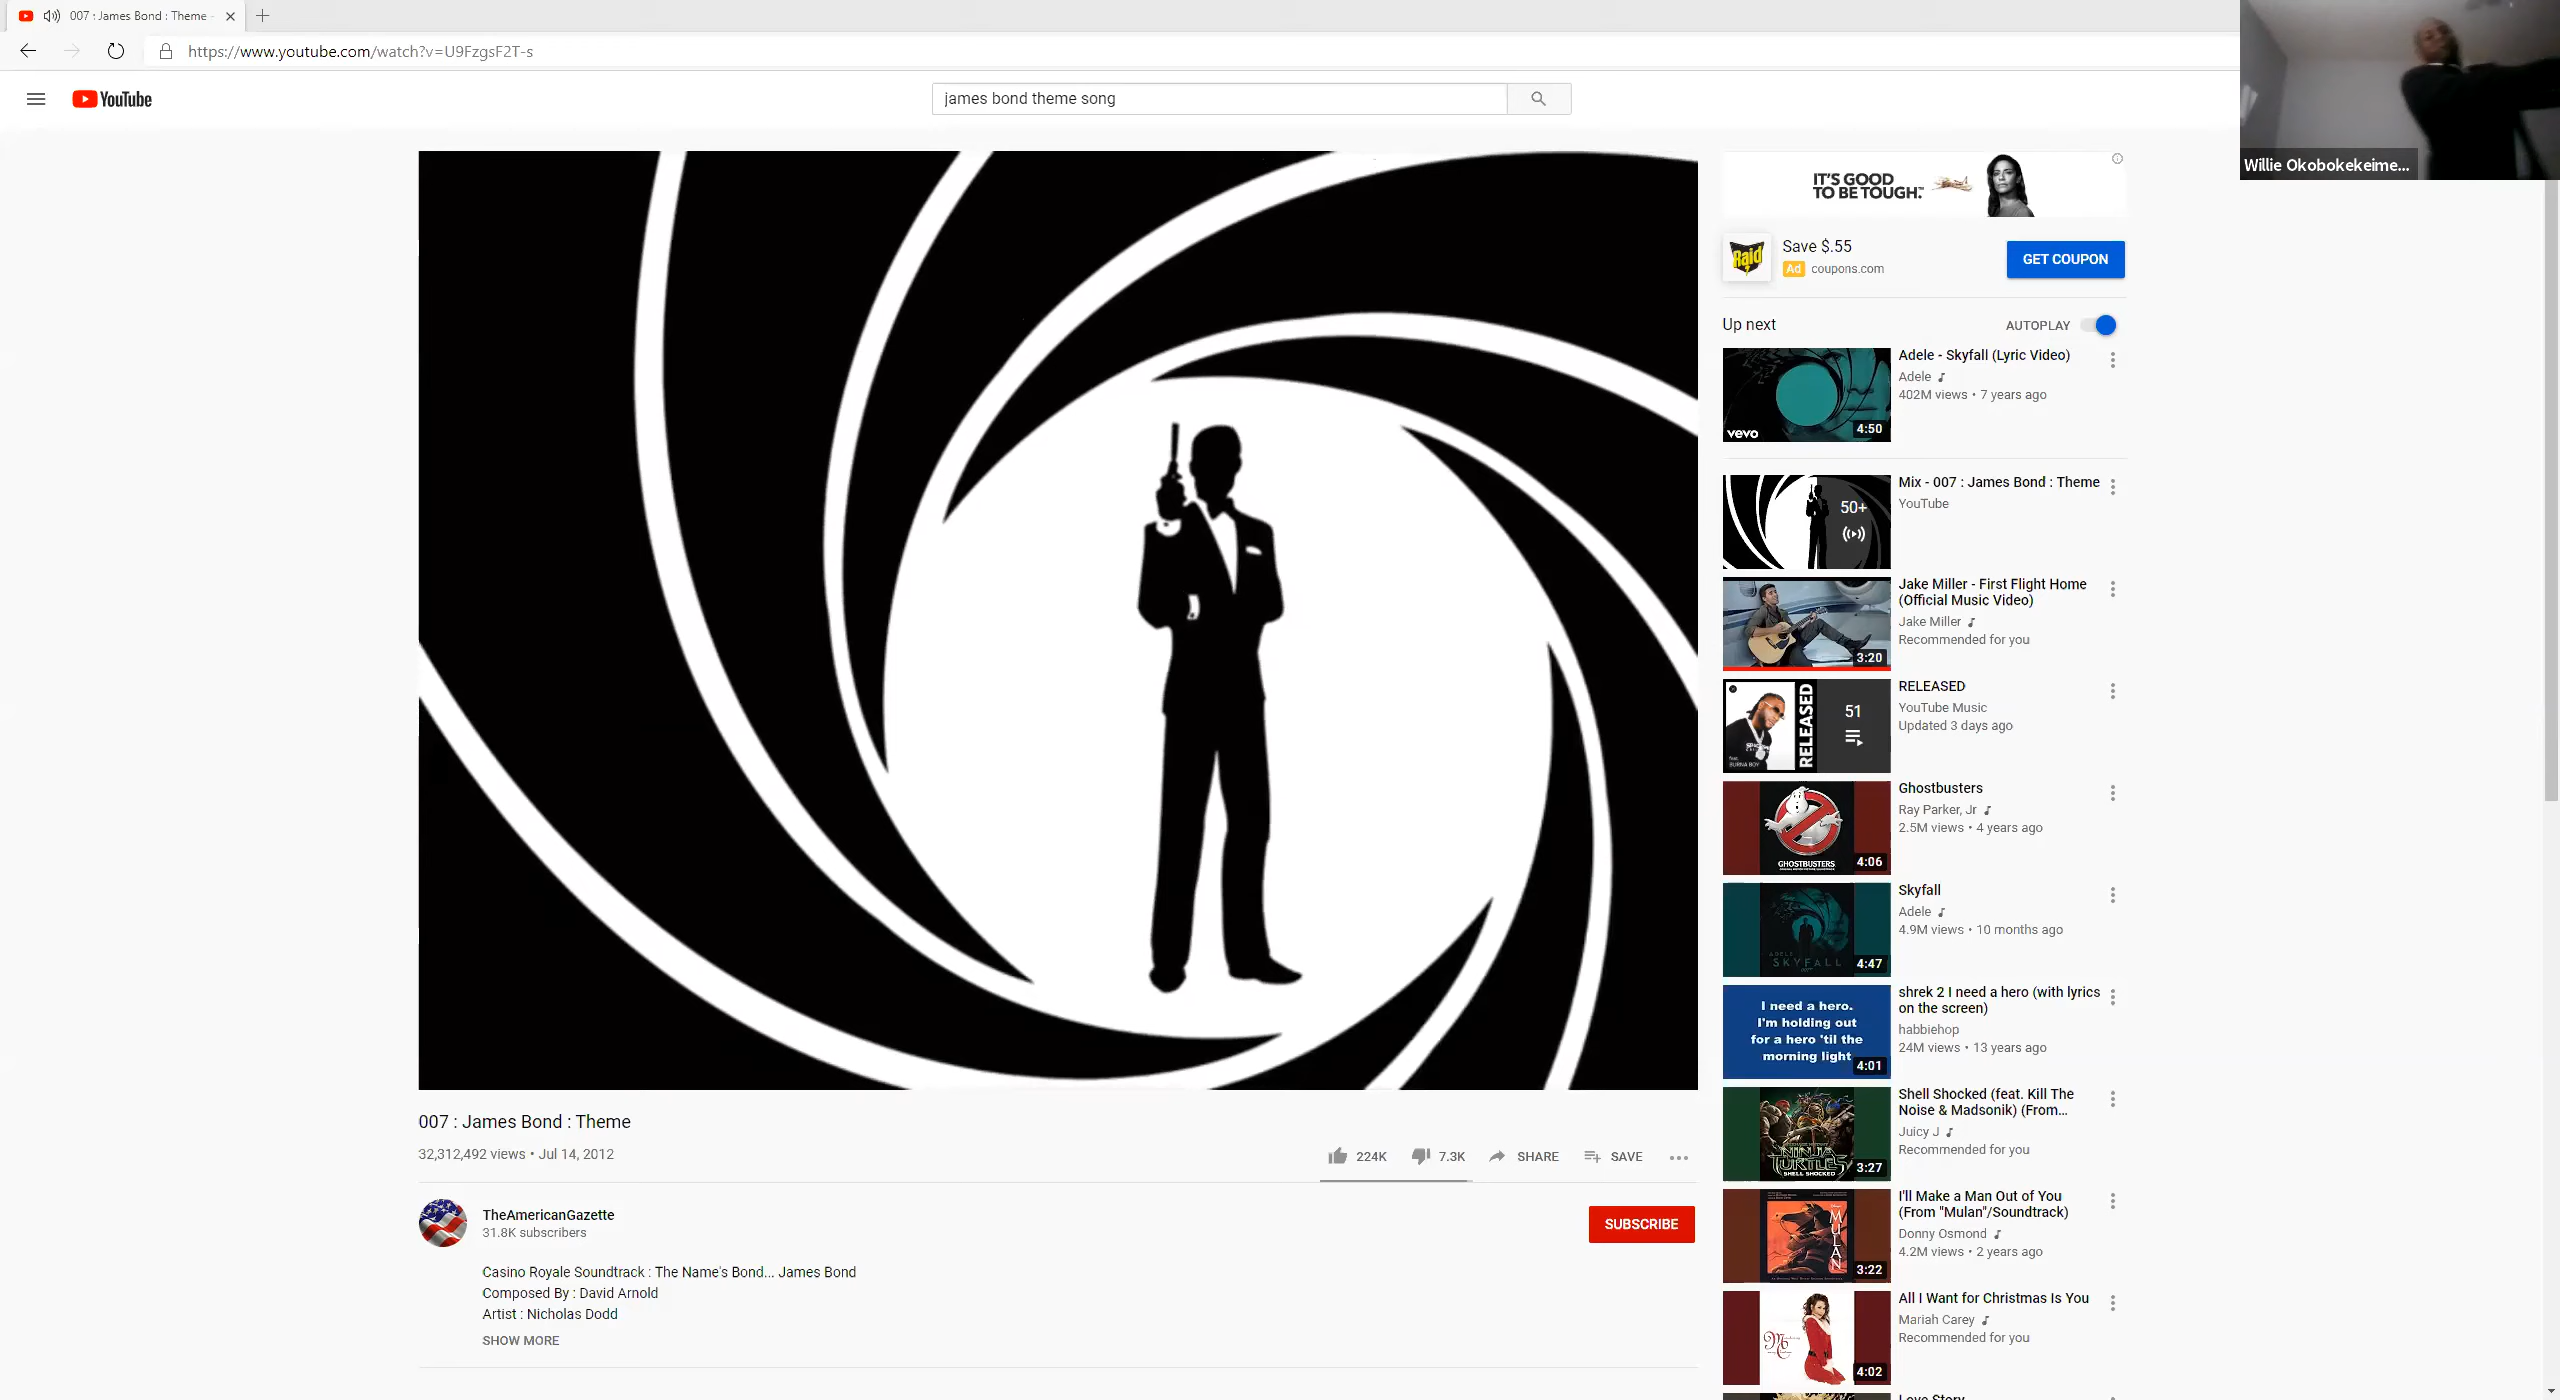 007 : James Bond : Theme -
https://www.youtube.com/watch?v=U9FzgsF2T-s
YouTube
james bond theme song
Willie Okobokekeime...
IT'S GOOD
TO BE TOUGH.
Raid
Save $.55
Ad coupons.com
GET COUPON
Up next
AUTOPLAY
vevo
4:50
Adele - Skyfall (Lyric Video)
Adele
402M views • 7 years ago
50+
Mix - 007 : James Bond : Theme
YouTube
3:20
Jake Miller - First Flight Home
(Official Music Video)
Jake Miller
Recommended for you
feat.
BURNA BOY
RELEASED
51
RELEASED
YouTube Music
Updated 3 days ago
GHOSTBUSTERS
4:06
Ghostbusters
Ray Parker, Jr
2.5M views • 4 years ago
ADELE
SKYFALL
4:47
Skyfall
Adele
4.9M views • 10 months ago
I need a hero.
I'm holding out
for a hero 'til the
morning light
4:01
shrek 2 I need a hero (with lyrics
on the screen)
habbiehop
24M views • 13 years ago
NINJA
TURTLES
SHELL SHOCKED
3:27
Shell Shocked (feat. Kill The
Noise & Madsonik) (From...
Juicy J
Recommended for you
MULAN
3:22
I'll Make a Man Out of You
(From "Mulan"/Soundtrack)
Donny Osmond
4.2M views • 2 years ago
4:02
All I Want for Christmas Is You
Mariah Carey
Recommended for you
Love Story
007 : James Bond : Theme
32,312,492 views • Jul 14, 2012
224K
7.3K
SHARE
SAVE
TheAmericanGazette
31.8K subscribers
SUBSCRIBE
Casino Royale Soundtrack : The Name's Bond... James Bond
Composed By : David Arnold
Artist : Nicholas Dodd
SHOW MORE